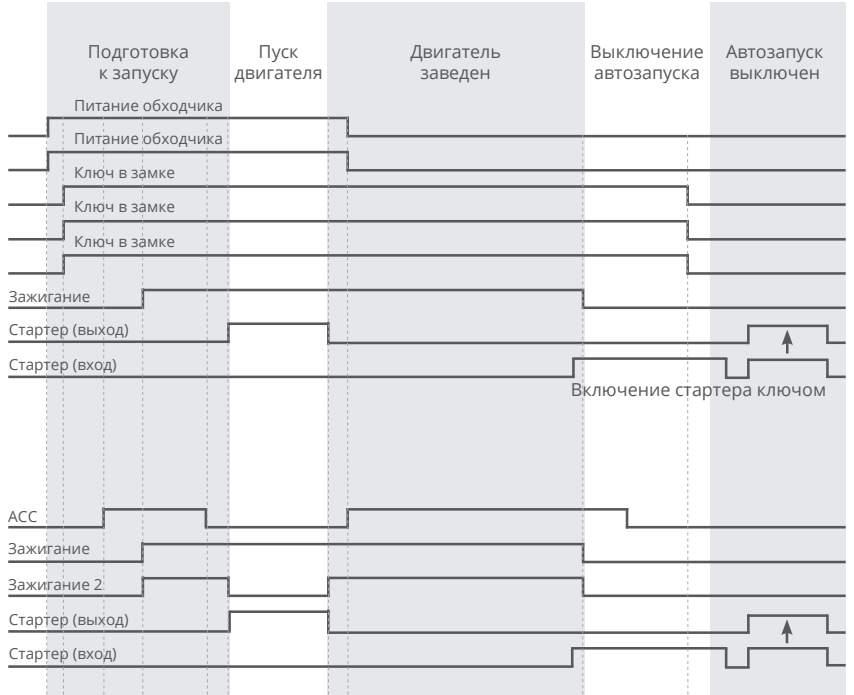 Подготовка
к запуску
Пуск
двигателя
Двигатель
заведен
Выключение
автозапуска
Автозапуск
выключен
Питание обходчика
Питание обходчика
Ключ в замке
Ключ в замке
Ключ в замке
Зажигание
Стартер (выход)
Стартер (вход)
Включение стартера ключом
ACC
Зажигание
Зажигание 2
Стартер (выход)
Стартер (вход)